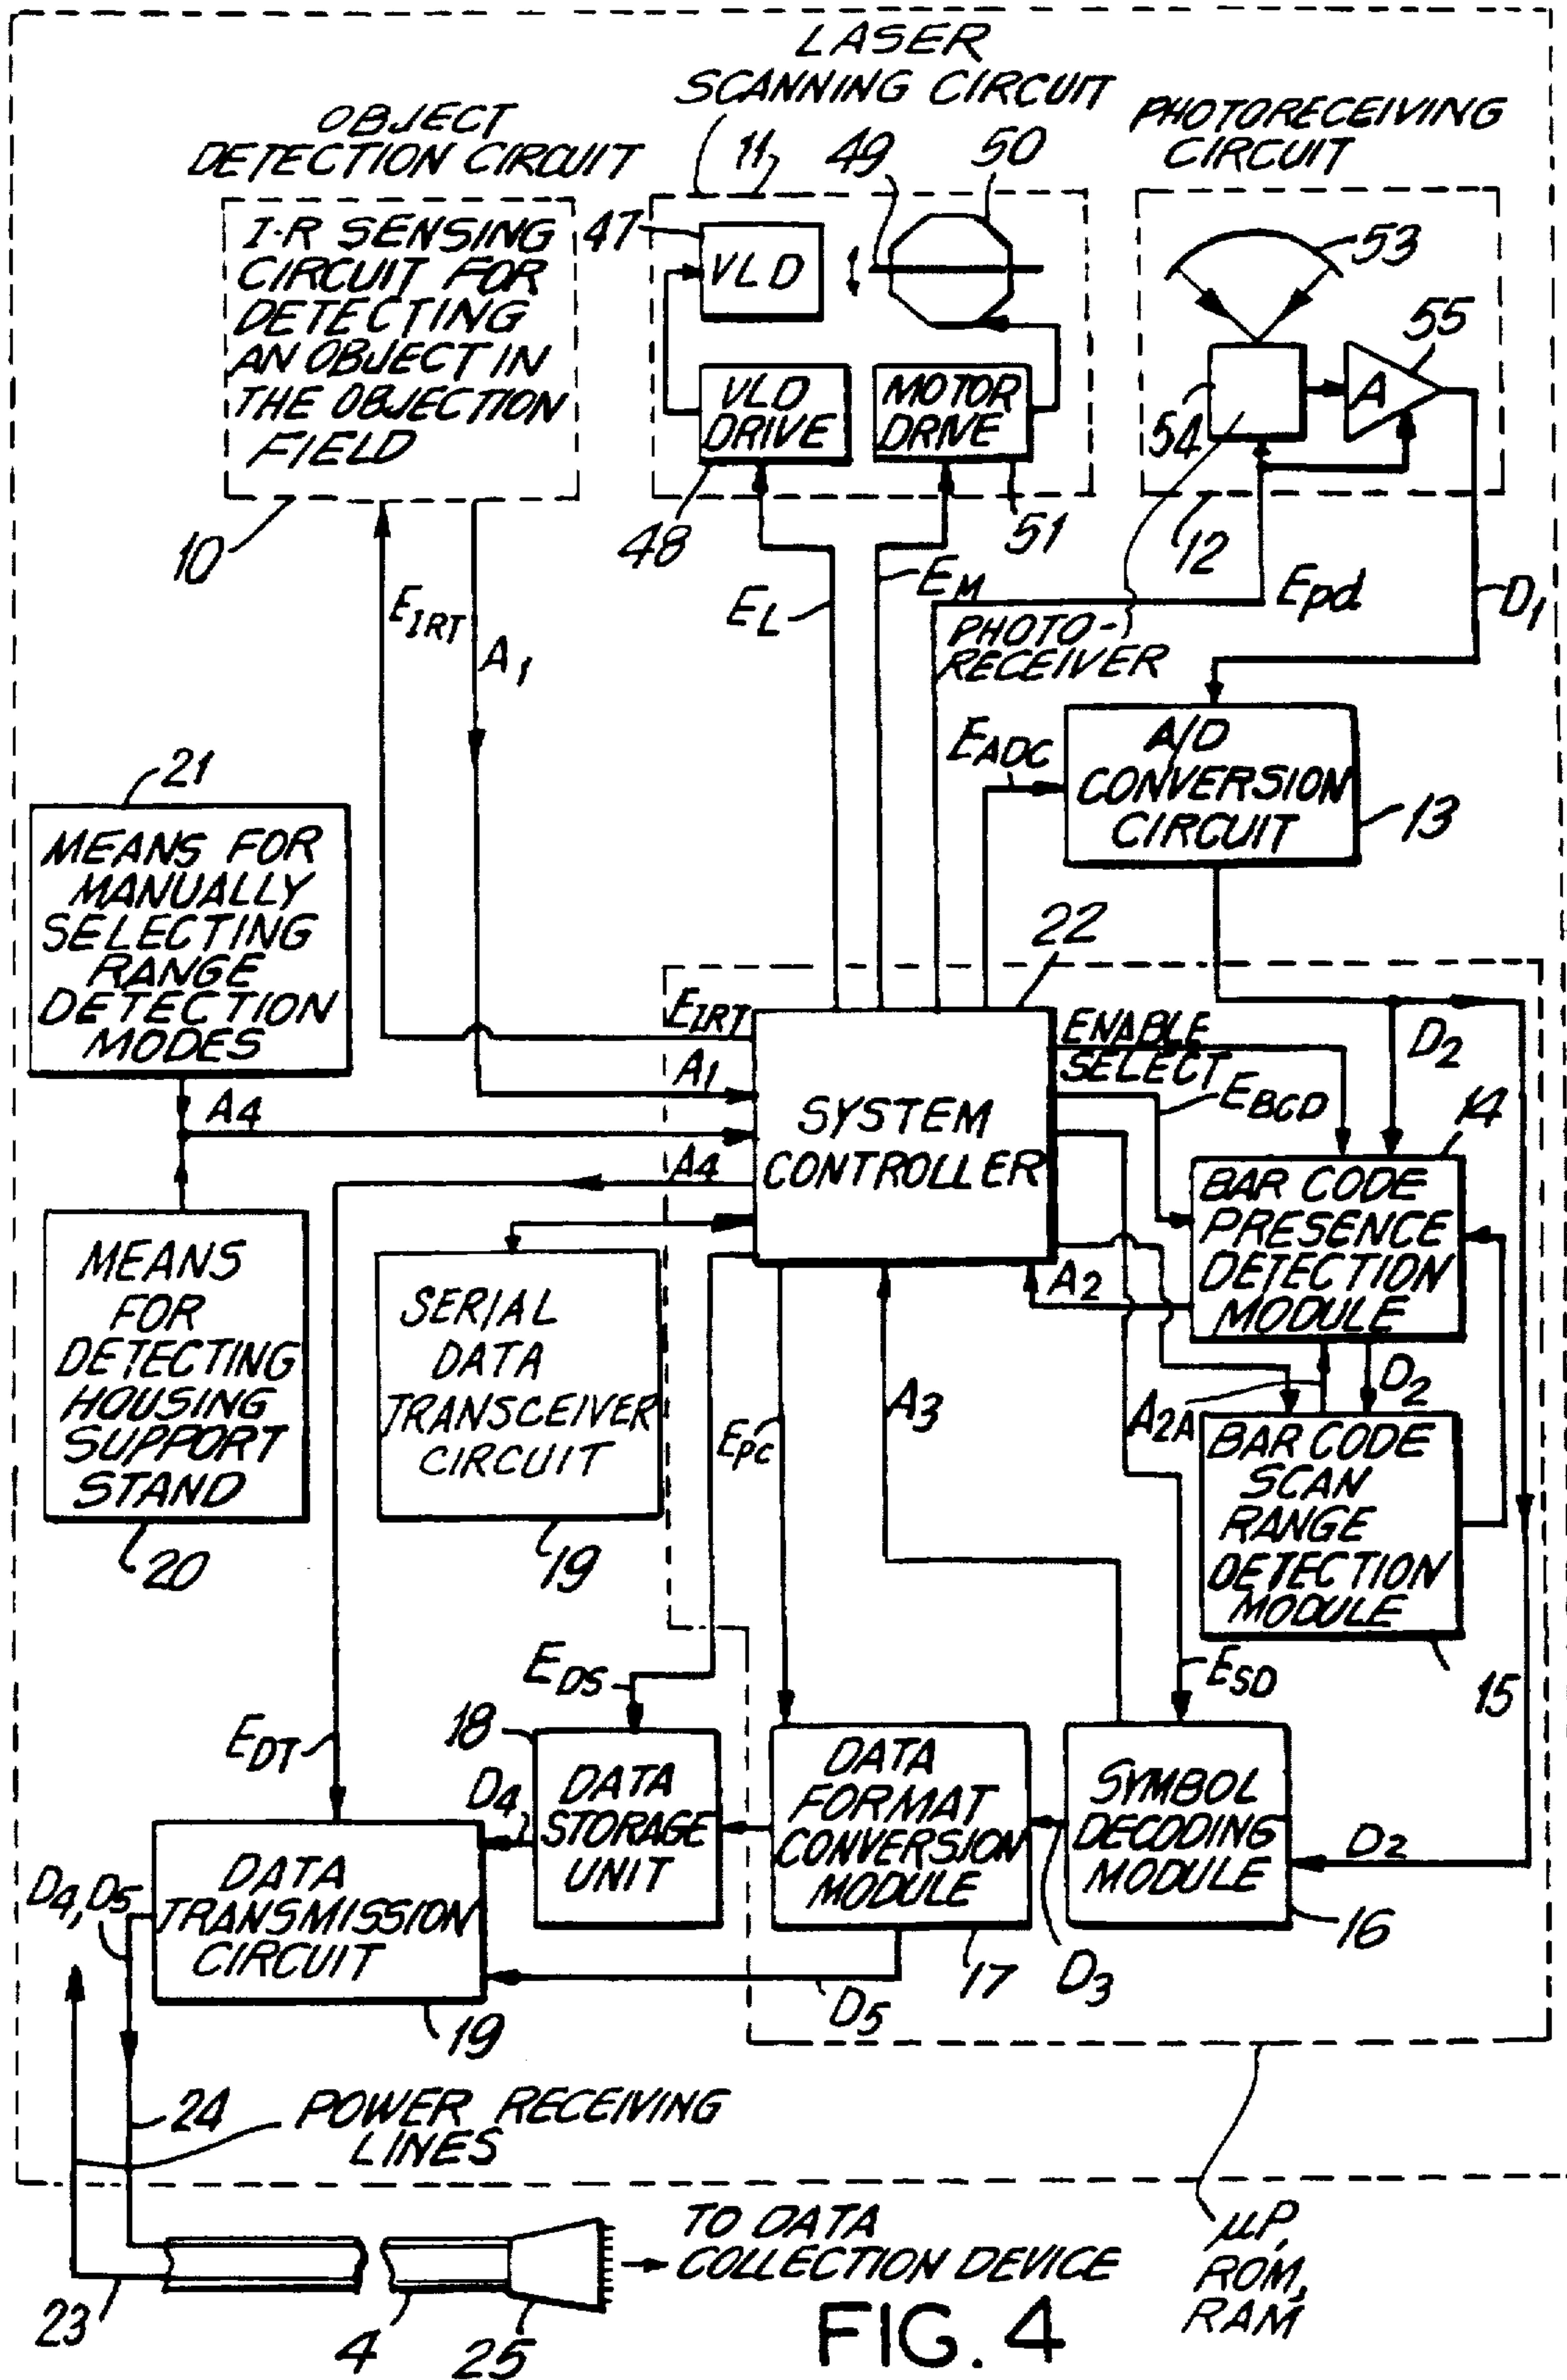 LASER
SCANNING CIRCUIT
OBJECT
DETECTION CIRCUIT
PHOTORECEIVING
CIRCUIT
11
49
50
I-R SENSING
CIRCUIT FOR
DETECTING
AN OBJECT IN
THE OBJECTION
FIELD
47
VLD
53
55
VLD
DRIVE
MOTOR
DRIVE
54
A
10
48
51
12
EIRT
A1
EL
EM
Epd
D1
PHOTO-
RECEIVER
EADC
A/D
CONVERSION
CIRCUIT
13
21
MEANS FOR
MANUALLY
SELECTING
RANGE
DETECTION
MODES
22
EIRT
ENABLE
SELECT
D2
A1
EBCD
A4
SYSTEM
CONTROLLER
14
A4
BAR CODE
PRESENCE
DETECTION
MODULE
MEANS
FOR
DETECTING
HOUSING
SUPPORT
STAND
SERIAL
DATA
TRANSCEIVER
CIRCUIT
A2
D2
A3
A2A
Epc
BAR CODE
SCAN
RANGE
DETECTION
MODULE
20
19
EDS
ESD
15
EDT
18
D4
DATA
STORAGE
UNIT
DATA
FORMAT
CONVERSION
MODULE
SYMBOL
DECODING
MODULE
D2
D4, D5
DATA
TRANSMISSION
CIRCUIT
16
17
D3
D5
19
24
POWER RECEIVING
LINES
TO DATA
COLLECTION DEVICE
µP,
ROM,
RAM
23
4
25
FIG. 4